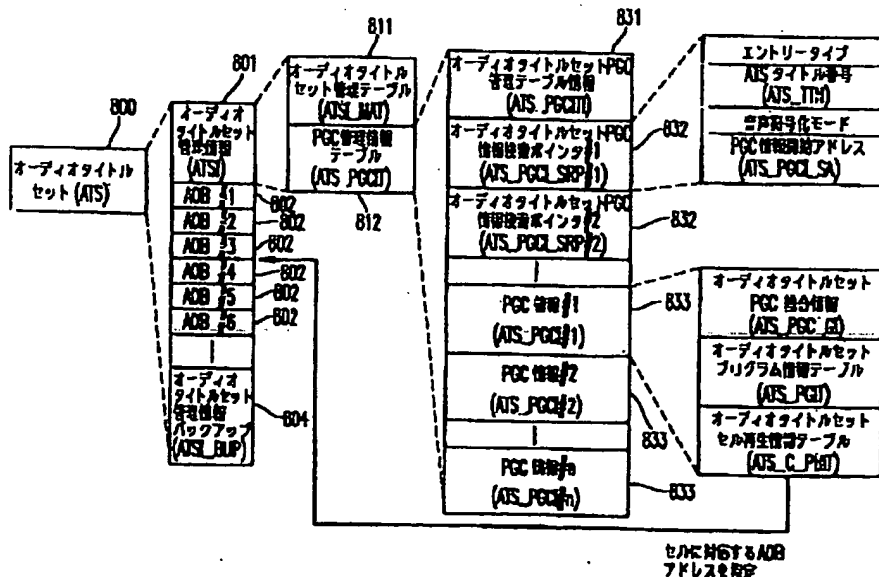 800
オーディオタイトル
セット (ATS)
801
オーディオ
タイトルセット
管理情報
(ATSI)
AOB #1
AOB #2
AOB #3
AOB #4
AOB #5
AOB #6
802
802
802
802
802
802
オーディオ
タイトルセット
管理情報
バックアップ
(ATSI_BUP)
804
811
オーディオタイトル
セット管理テーブル
(ATSI_MAT)
PGC管理情報
テーブル
(ATS_PGCIT)
812
831
オーディオタイトルセットPGC
管理テーブル情報
(ATS_PGCITI)
オーディオタイトルセットPGC
情報検索ポインタ#1
(ATS_PGCI_SRP#1)
832
オーディオタイトルセットPGC
情報検索ポインタ#2
(ATS_PGCI_SRP#2)
832
PGC 情報#1
(ATS_PGCI#1)
833
PGC 情報#2
(ATS_PGCI#2)
833
PGC 情報#n
(ATS_PGCI#n)
833
エントリータイプ
ATSタイトル番号
(ATS_TTN)
音声符号化モード
PGC情報開始アドレス
(ATS_PGCI_SA)
オーディオタイトルセット
PGC 総合情報
(ATS_PGC_GI)
オーディオタイトルセット
プログラム情報テーブル
(ATS_PGIT)
オーディオタイトルセット
セル再生情報テーブル
(ATS_C_PBIT)
セルに対応するAOB
アドレスを指定